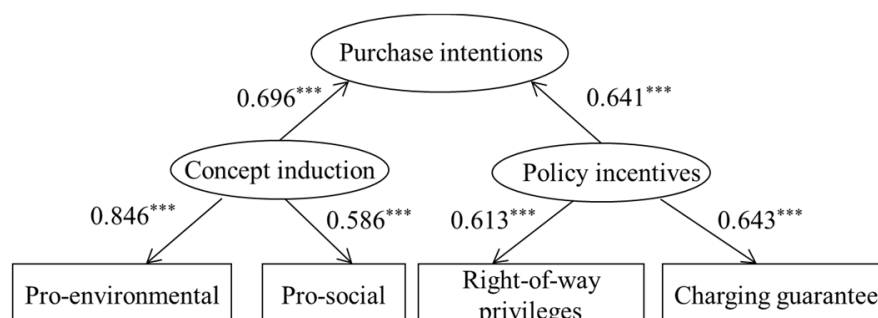 Purchase intentions
0.696*** 0.641***
Concept induction Policy incentives
0.846*** 0.586*** 0.613*** 0.643***
Pro-environmental Pro-social Right-of-way privileges Charging guarantee